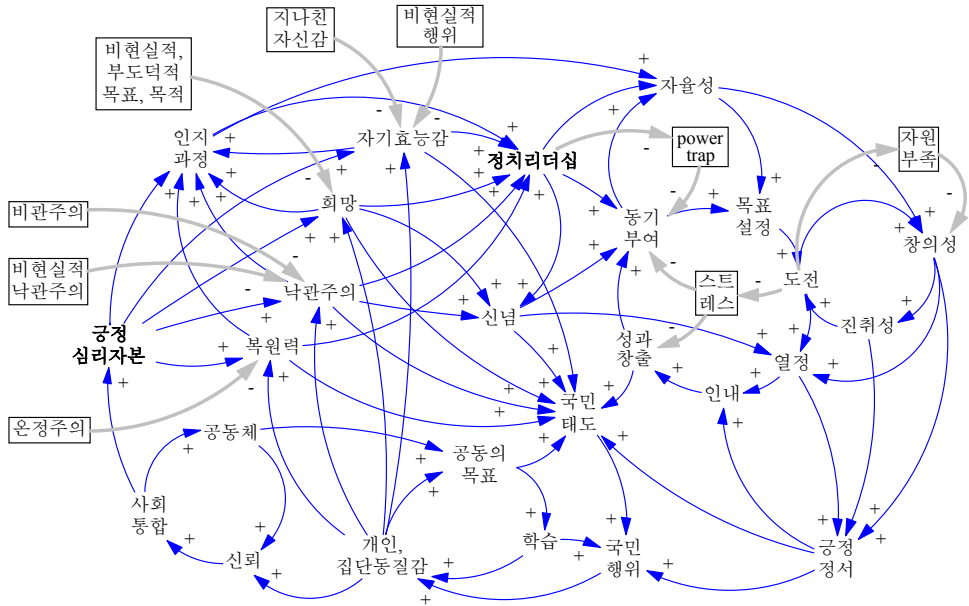 지나친
자신감
비현실적
행위
비현실적,
부도덕적
목표, 목적
자율성
인지
과정
자기효능감
정치리더십
power
trap
자원
부족
비관주의
희망
동기
부여
목표
설정
창의성
비현실적
낙관주의
낙관주의
신념
스트
레스
도전
긍정
심리자본
복원력
성과
창출
진취성
열정
온정주의
공동체
국민
태도
인내
공동의
목표
사회
통합
신뢰
개인,
집단동질감
학습
국민
행위
긍정
정서